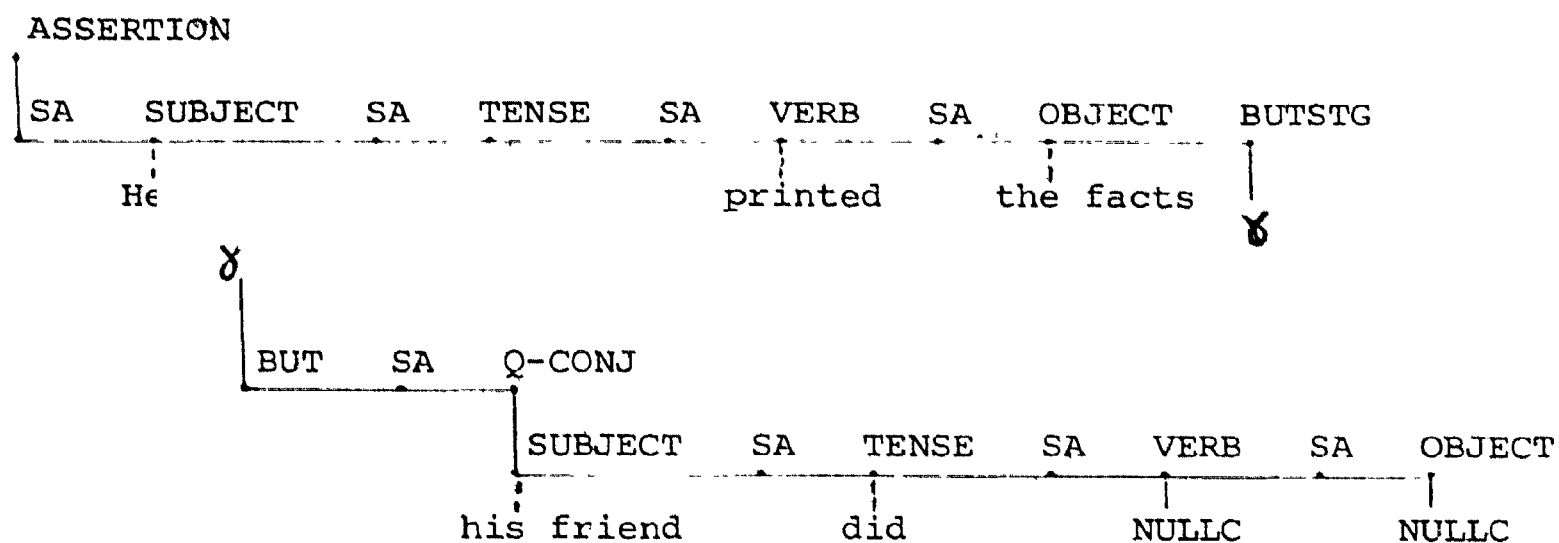 ASSERTION
SA SUBJECT SA TENSE SA VERB SA OBJECT BUTSTG
He printed the facts
γ
γ
BUT SA Q-CONJ
SUBJECT SA TENSE SA VERB SA OBJECT
his friend did NULLC NULLC